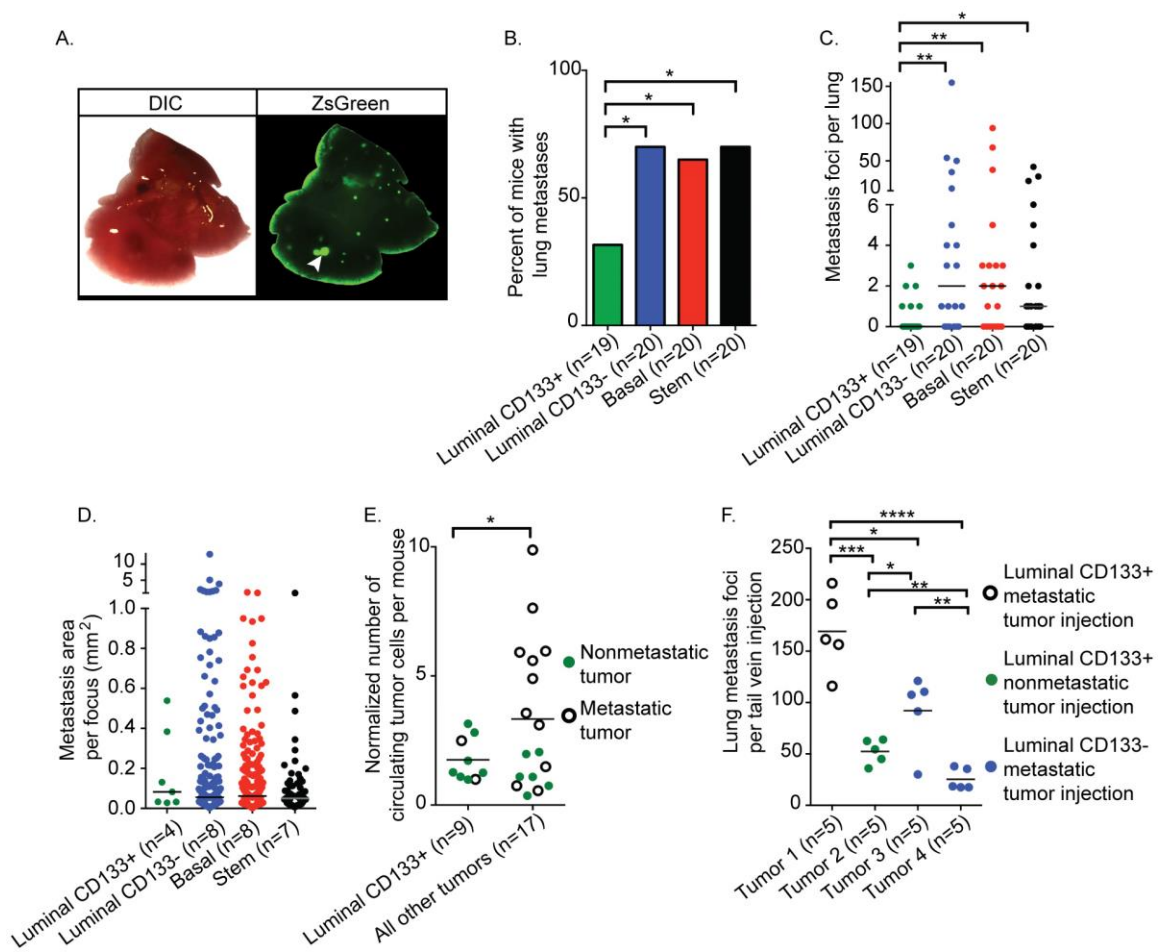 A.
DIC
ZsGreen
B.
Percent of mice with
lung metastases
100
50
0
*
*
*
Luminal CD133+ (n=19)
Luminal CD133- (n=20)
Basal (n=20)
Stem (n=20)
C.
Metastasis foci per lung
150
100
50
10
6
4
2
0
*
**
**
Luminal CD133+ (n=19)
Luminal CD133- (n=20)
Basal (n=20)
Stem (n=20)
D.
Metastasis area
per focus (mm²)
10
5
1.0
0.8
0.6
0.4
0.2
0.0
Luminal CD133+ (n=4)
Luminal CD133- (n=8)
Basal (n=8)
Stem (n=7)
E.
Normalized number of
circulating tumor cells per mouse
10
5
0
*
Luminal CD133+ (n=9)
All other tumors (n=17)
Nonmetastatic
tumor
Metastatic
tumor
F.
Lung metastasis foci
per tail vein injection
250
200
150
100
50
0
****
*
***
*
**
**
Tumor 1 (n=5)
Tumor 2 (n=5)
Tumor 3 (n=5)
Tumor 4 (n=5)
Luminal CD133+
metastatic
tumor injection
Luminal CD133+
nonmetastatic
tumor injection
Luminal CD133-
metastatic
tumor injection